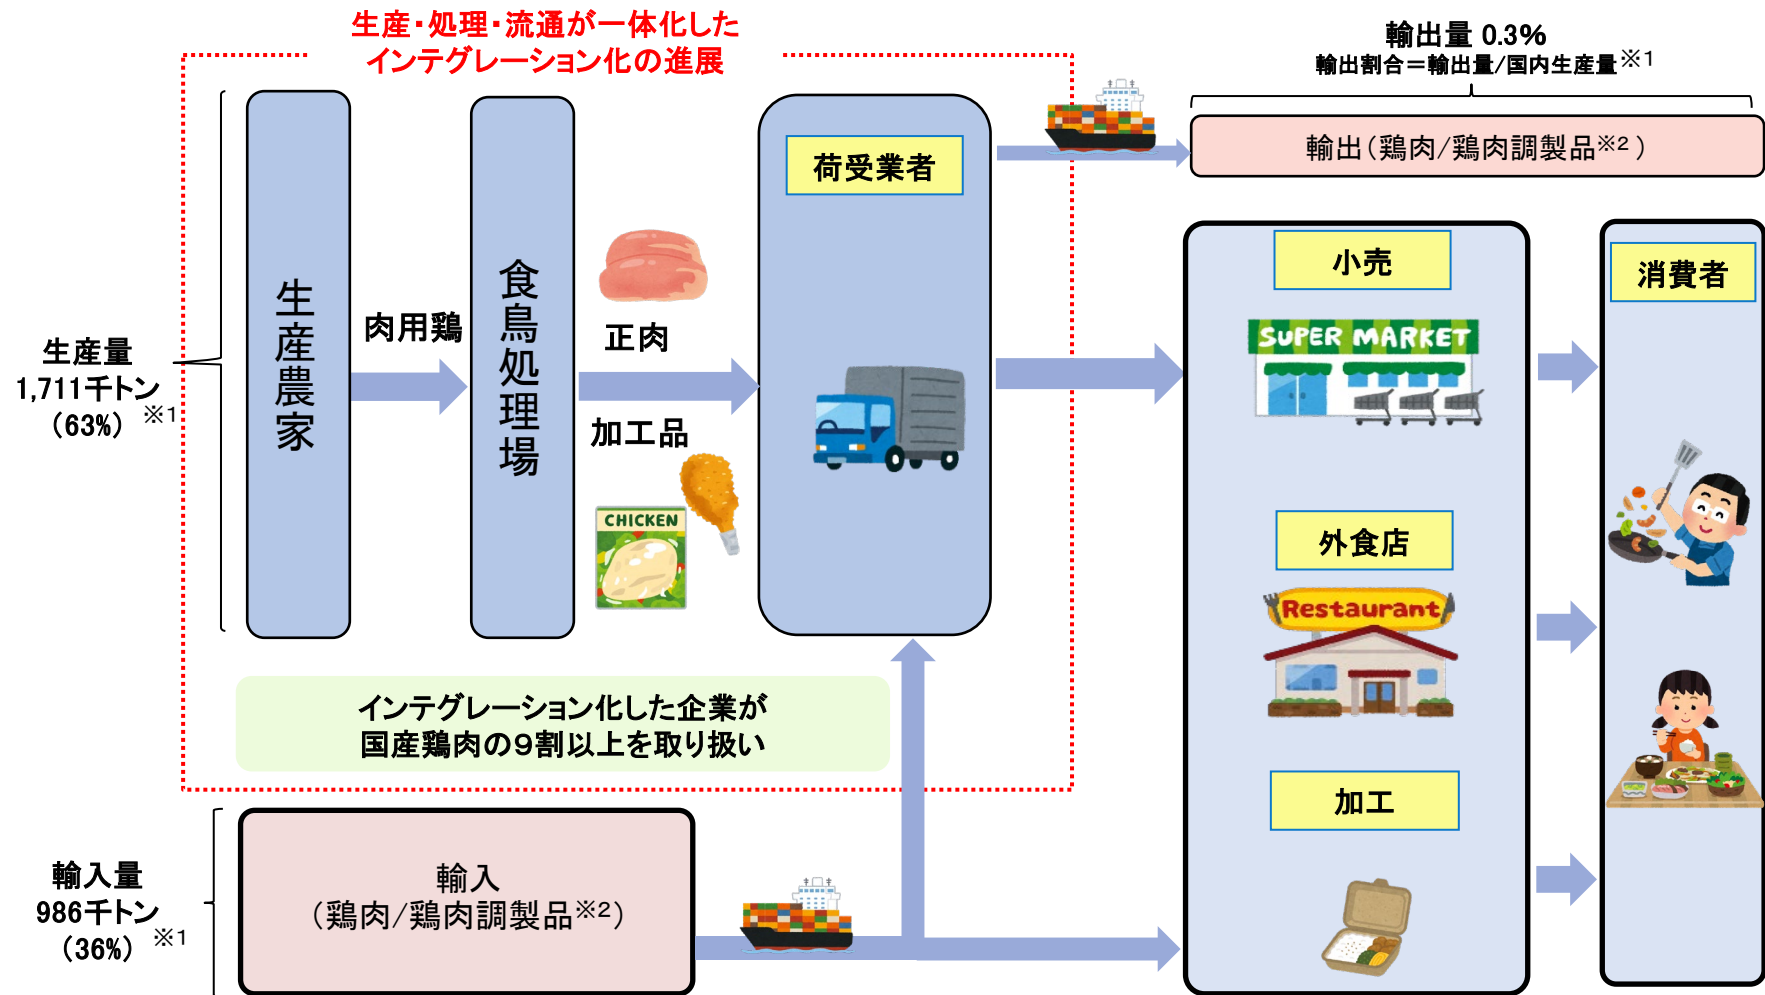 生産・処理・流通が一体化した
インテグレーション化の進展
輸出量 0.3%
輸出割合＝輸出量/国内生産量※1
輸出（鶏肉/鶏肉調製品※2）
生産量
1,711千トン
（63%）※1
生産農家
肉用鶏
食鳥処理場
正肉
加工品
CHICKEN
荷受業者
小売
SUPER MARKET
外食店
Restaurant
加工
消費者
インテグレーション化した企業が
国産鶏肉の９割以上を取り扱い
輸入量
986千トン
（36%）※1
輸入
（鶏肉/鶏肉調製品※2）